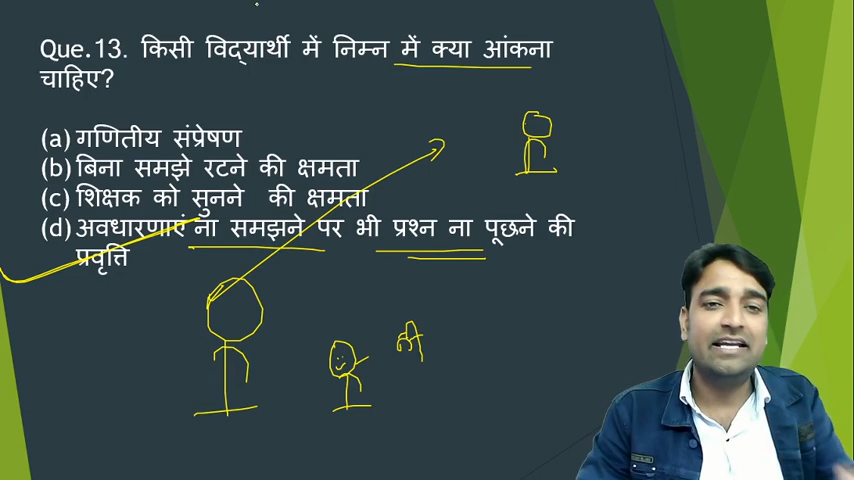 Que.13. किसी विद्यार्थी में निम्न में क्या आंकना
चाहिए?
(a) गणितीय संप्रेषण
(b) बिना समझे रटने की क्षमता
(c) शिक्षक को सुनने की क्षमता
(d) अवधारणाएं ना समझने पर भी प्रश्न ना पूछने की
प्रवृत्ति